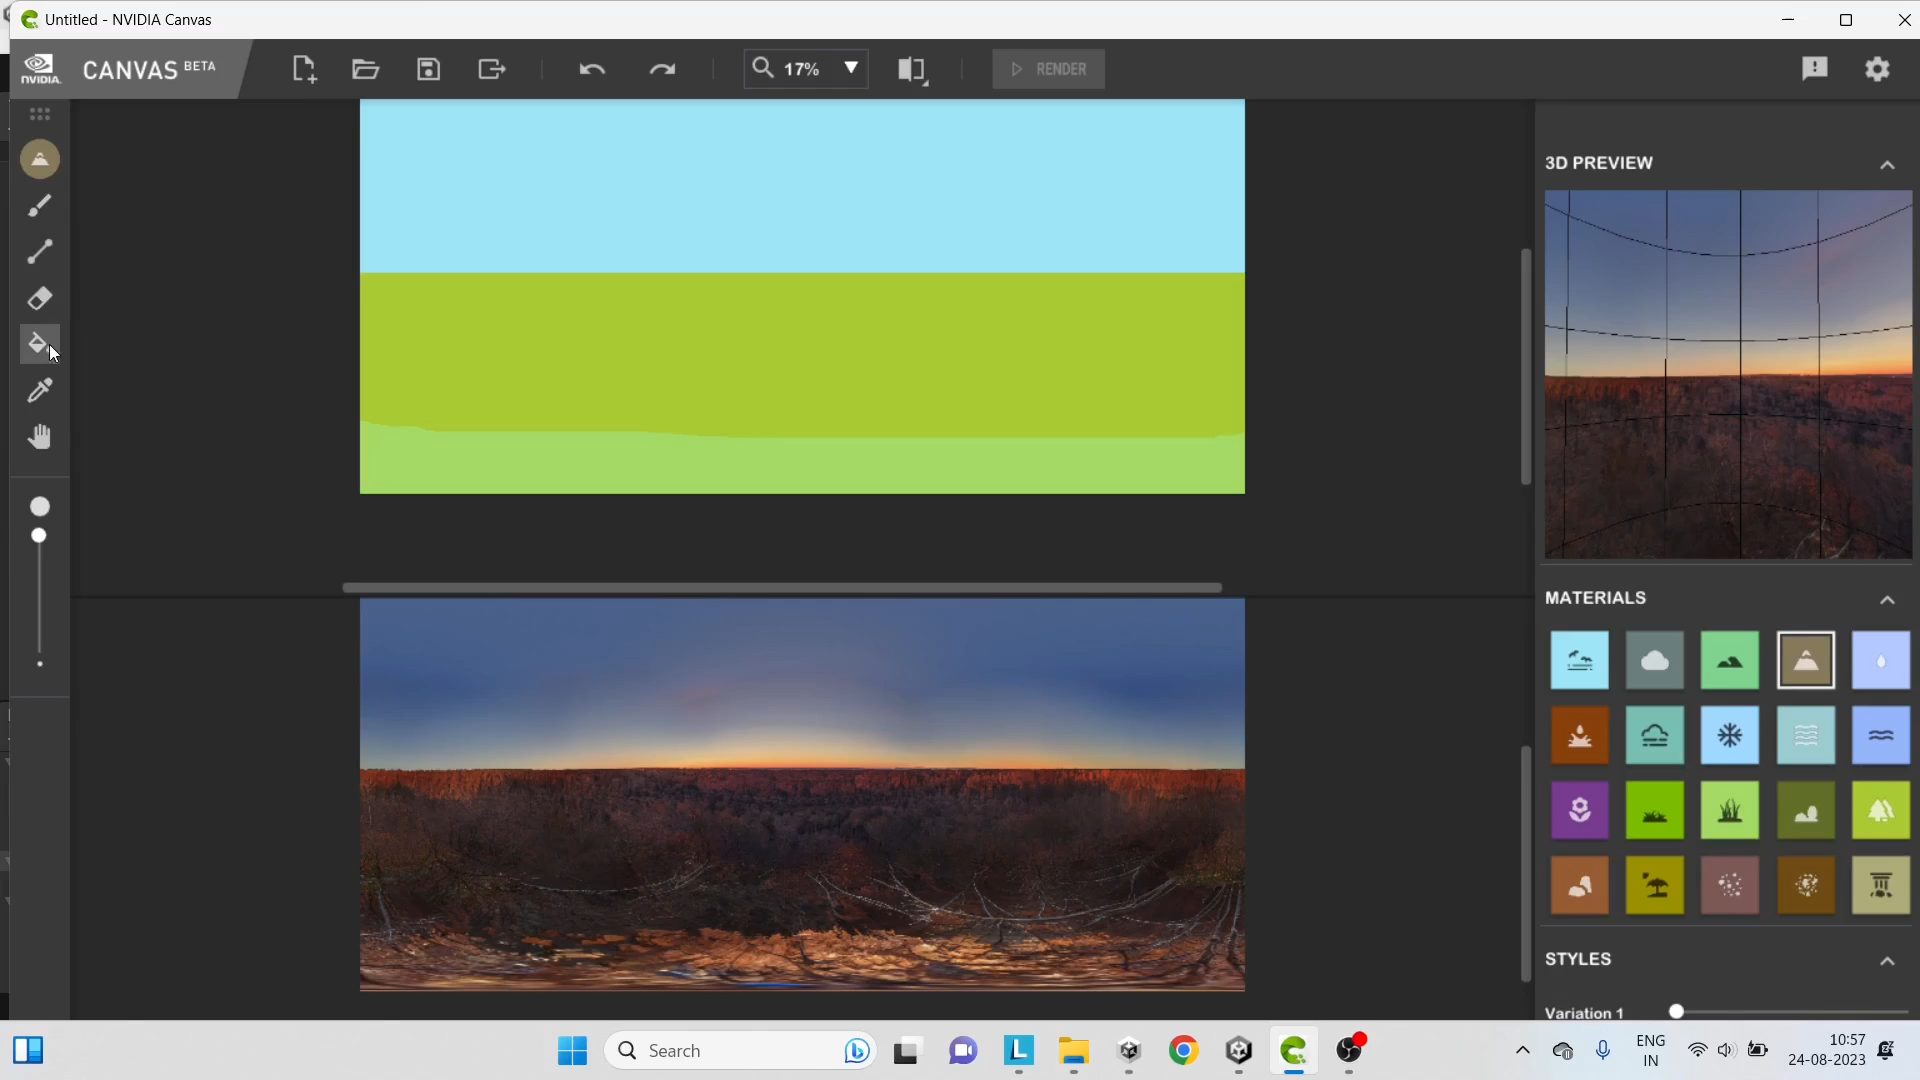 Untitled - NVIDIA Canvas
NVIDIA.
CANVAS BETA
17%
RENDER
3D PREVIEW
MATERIALS
STYLES
Variation 1
Search
L
ENG
IN
10:57
24-08-2023